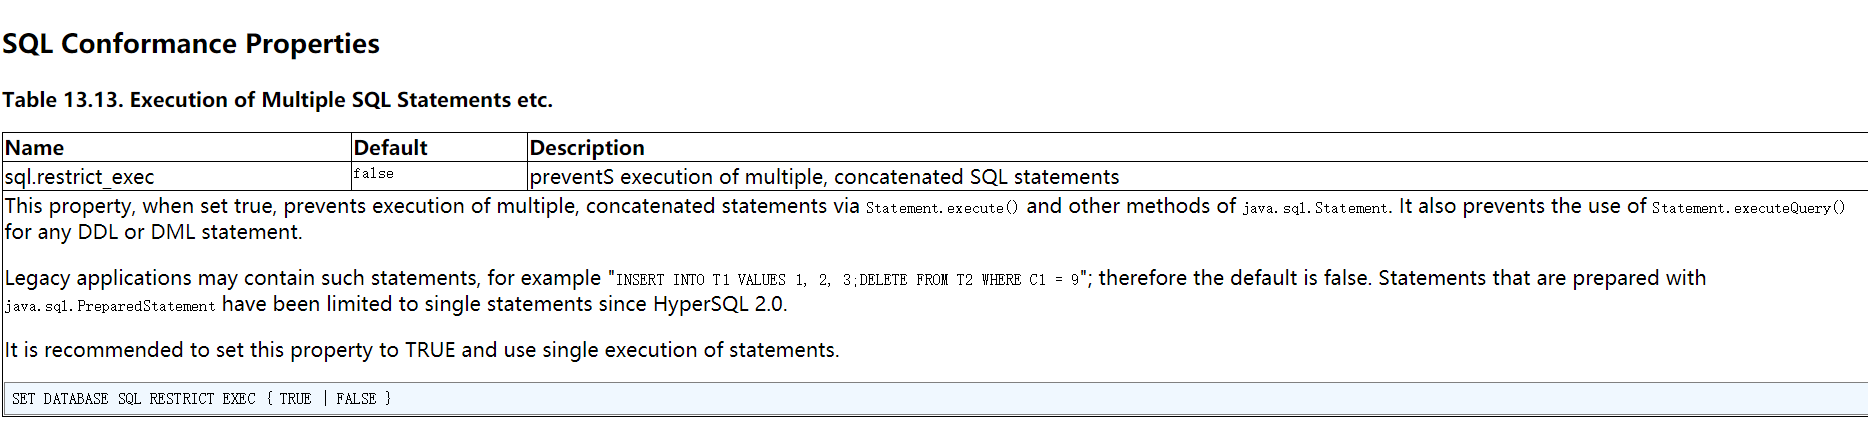 SQL Conformance Properties
Table 13.13. Execution of Multiple SQL Statements etc.
Name Default Description
sql.restrict_exec false preventS execution of multiple, concatenated SQL statements
This property, when set true, prevents execution of multiple, concatenated statements via Statement.execute() and other methods of java.sql.Statement. It also prevents the use of Statement.executeQuery()
for any DDL or DML statement.
Legacy applications may contain such statements, for example "INSERT INTO T1 VALUES 1, 2, 3;DELETE FROM T2 WHERE C1 = 9"; therefore the default is false. Statements that are prepared with
java.sql.PreparedStatement have been limited to single statements since HyperSQL 2.0.
It is recommended to set this property to TRUE and use single execution of statements.
SET DATABASE SQL RESTRICT EXEC { TRUE | FALSE }